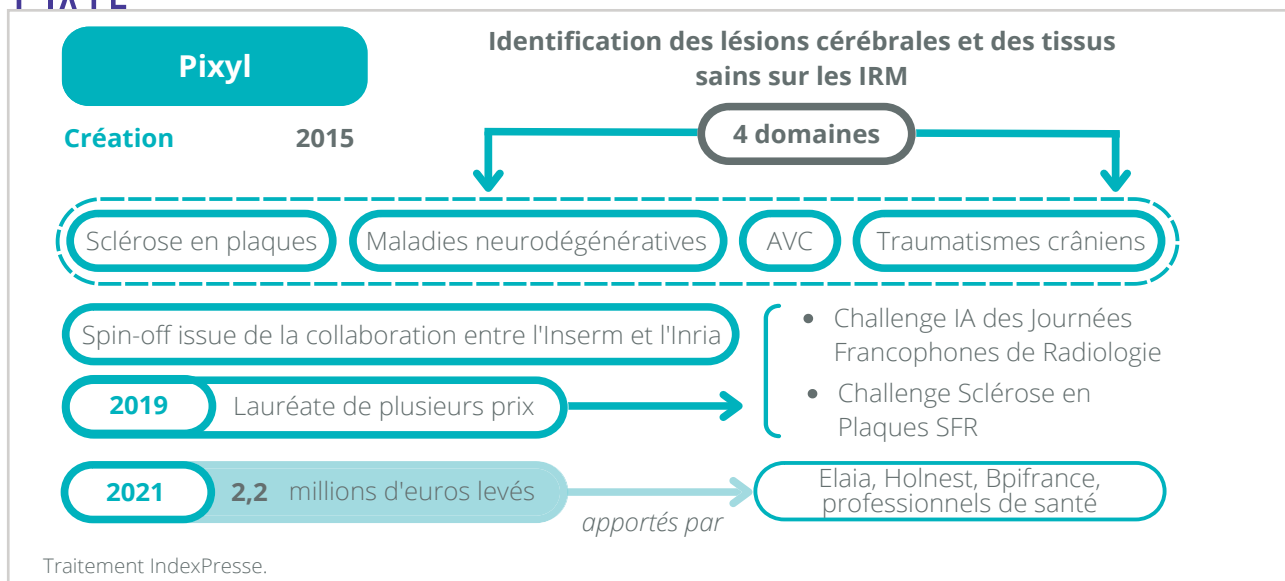 Pixyl
Identification des lésions cérébrales et des tissus
sains sur les IRM
Création 2015
4 domaines
Sclérose en plaques
Maladies neurodégénératives
AVC
Traumatismes crâniens
Spin-off issue de la collaboration entre l'Inserm et l'Inria
2019 Lauréate de plusieurs prix
• Challenge IA des Journées
Francophones de Radiologie
• Challenge Sclérose en
Plaques SFR
2021 2,2 millions d'euros levés
apportés par
Elaia, Holnest, Bpifrance,
professionnels de santé
Traitement IndexPresse.